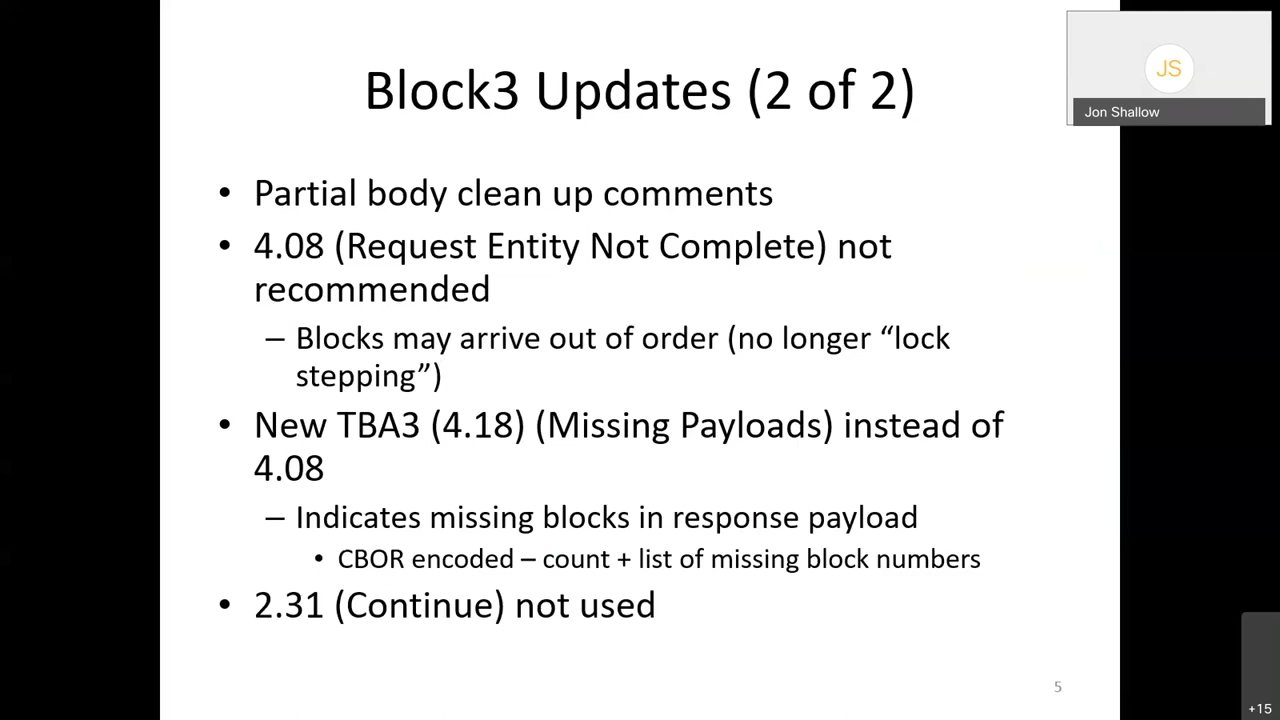 Block3 Updates (2 of 2)
JS
Jon Shallow
• Partial body clean up comments
• 4.08 (Request Entity Not Complete) not
recommended
– Blocks may arrive out of order (no longer “lock
stepping”)
• New TBA3 (4.18) (Missing Payloads) instead of
4.08
– Indicates missing blocks in response payload
• CBOR encoded – count + list of missing block numbers
• 2.31 (Continue) not used
5
+15